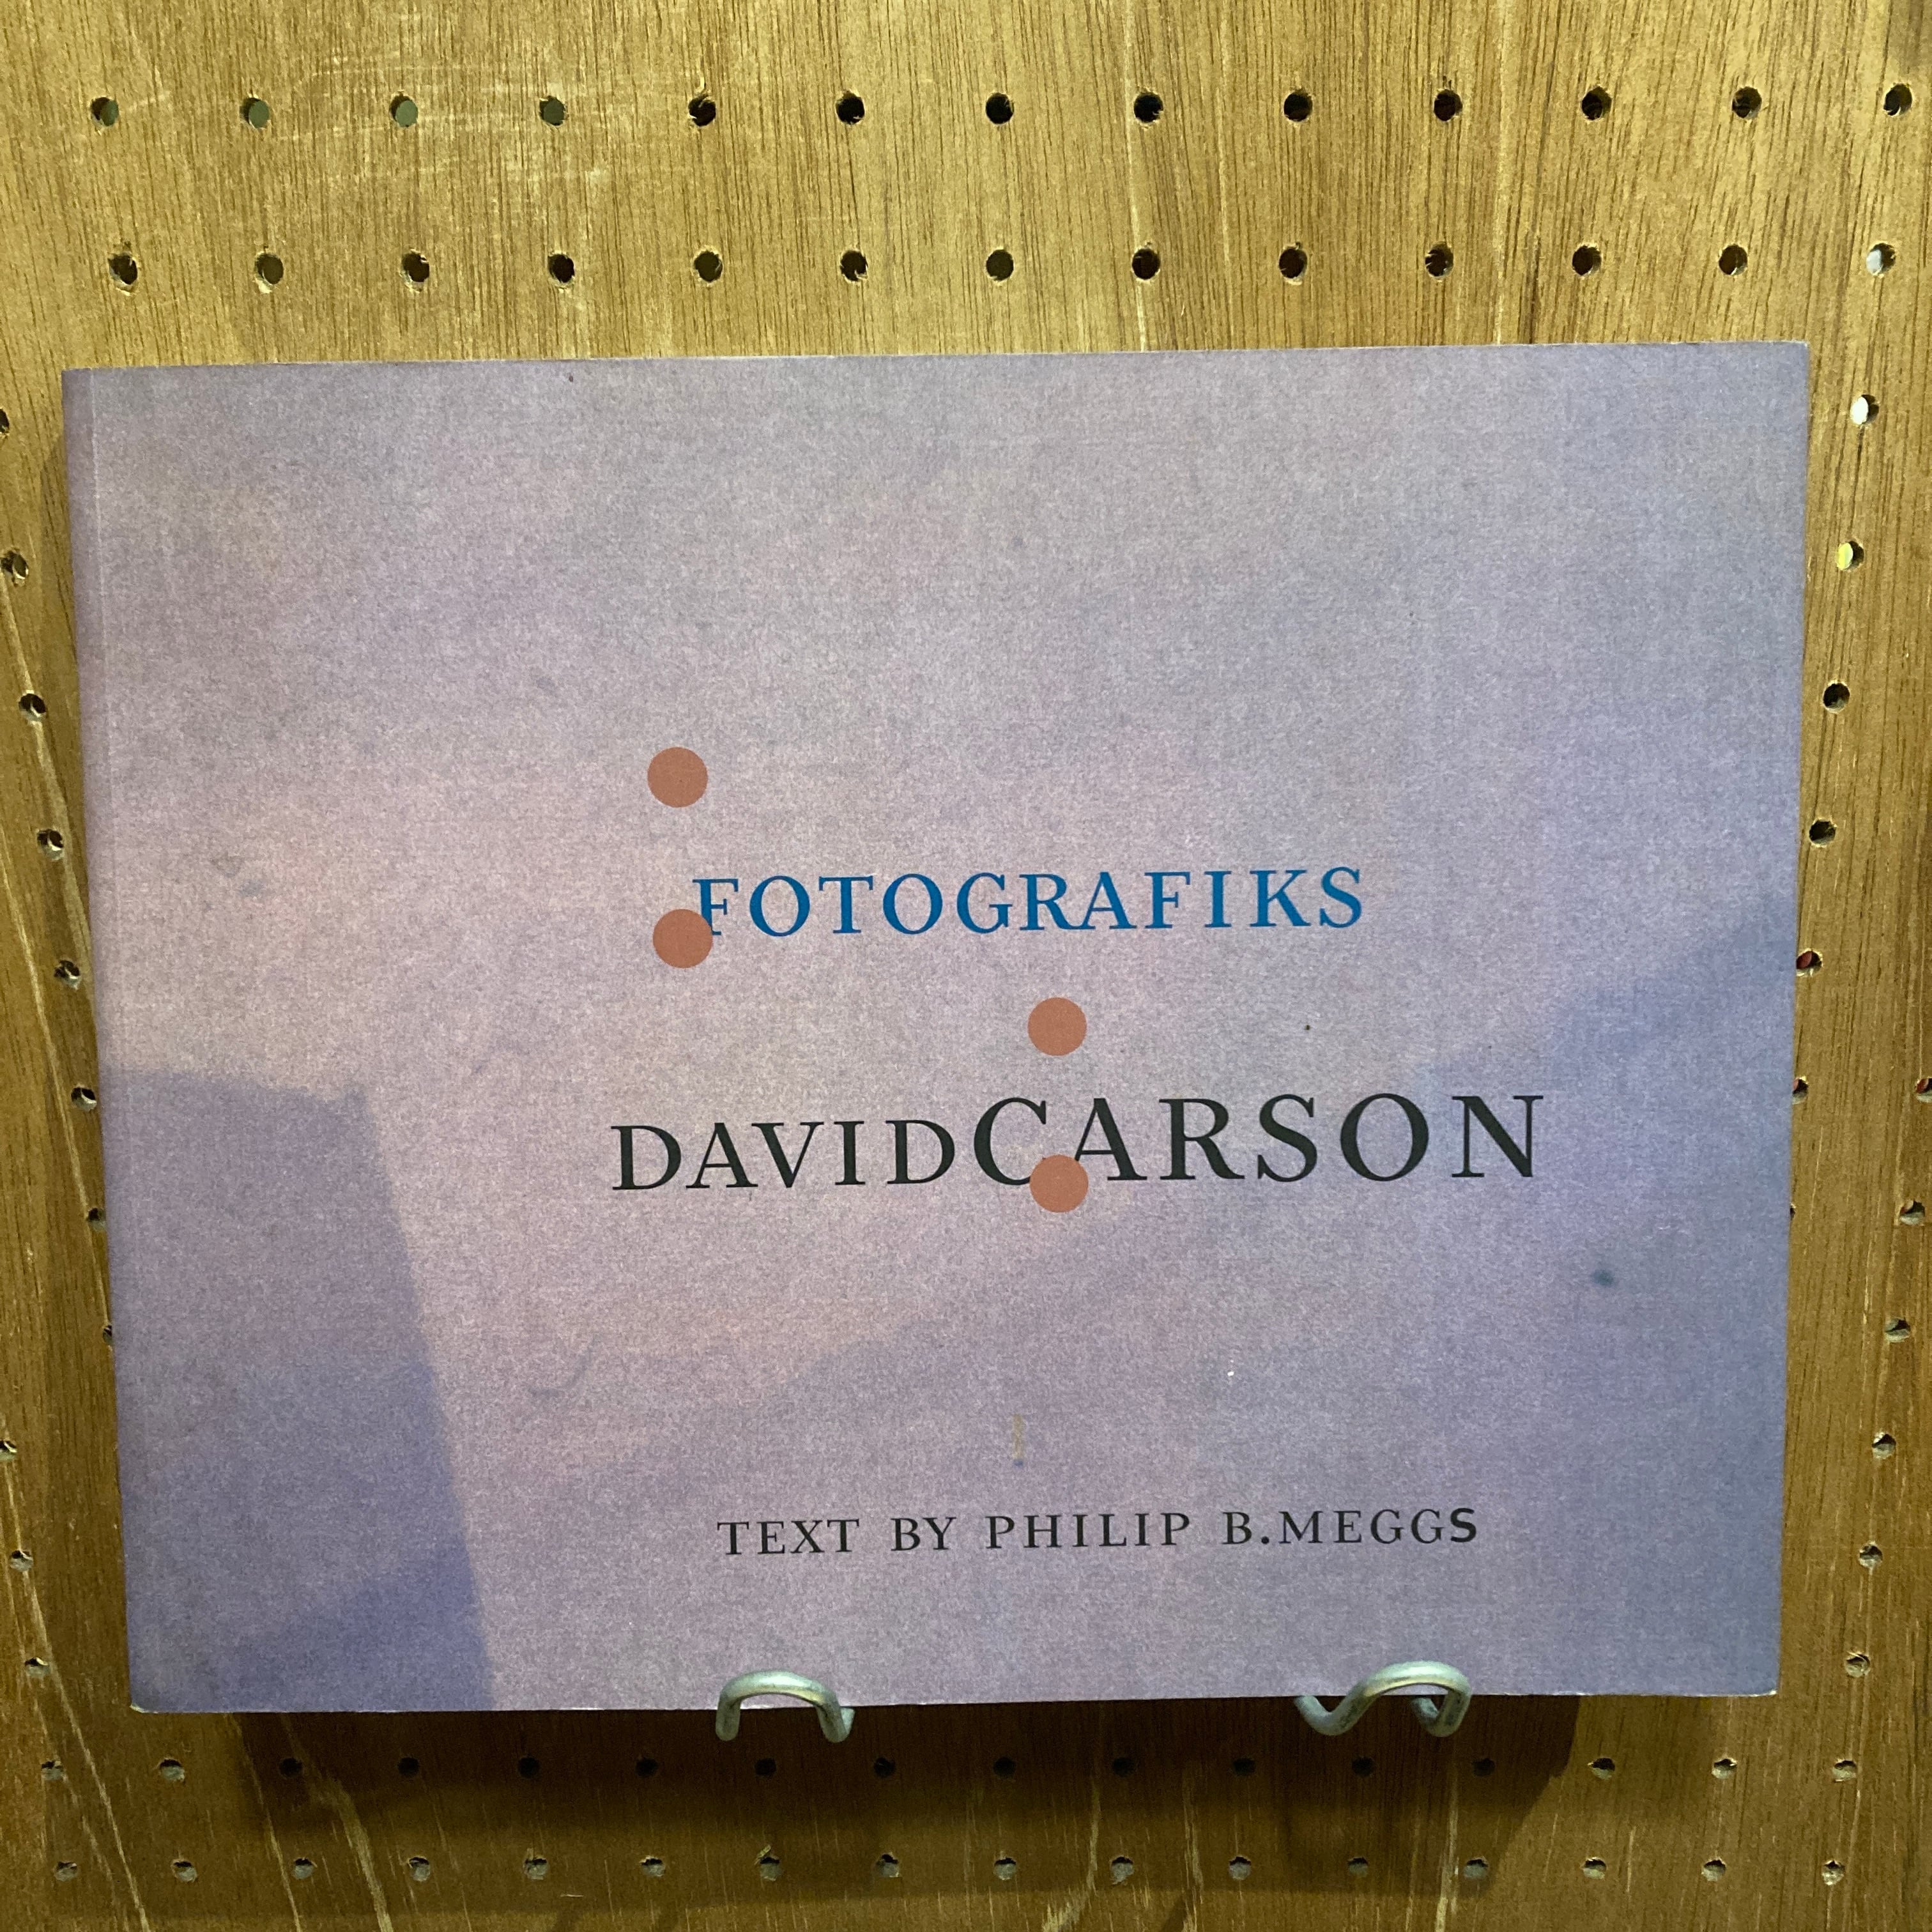 FOTOGRAFIKS
DAVIDCARSON
TEXT BY PHILIP B.MEGGS